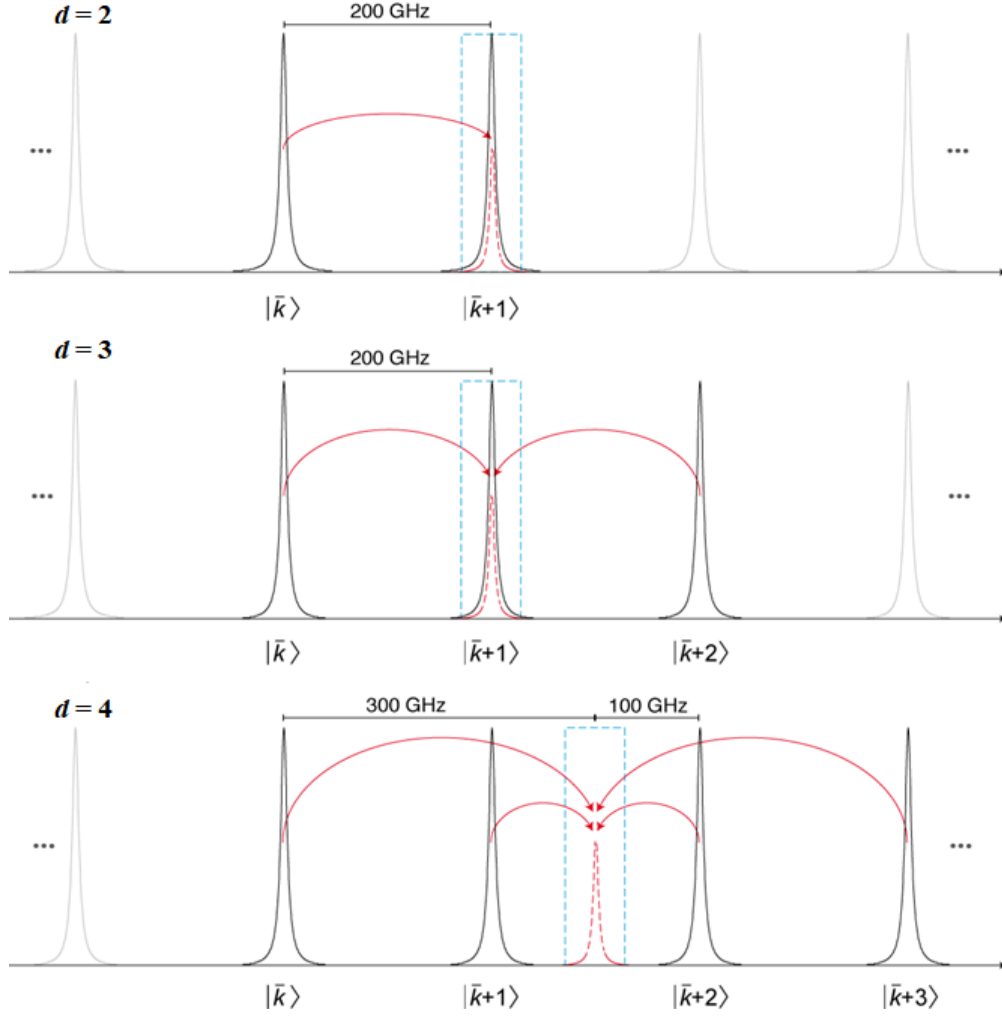 d = 2
200 GHz
... ...
|k̄⟩ |k̄+1⟩
d = 3
200 GHz
... ...
|k̄⟩ |k̄+1⟩ |k̄+2⟩
d = 4
300 GHz 100 GHz
... ...
|k̄⟩ |k̄+1⟩ |k̄+2⟩ |k̄+3⟩